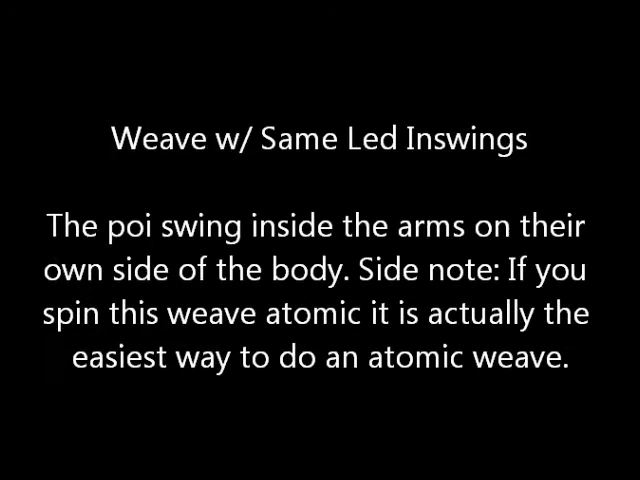 Weave w/ Same Led Inswings
The poi swing inside the arms on their
own side of the body. Side note: If you
spin this weave atomic it is actually the
easiest way to do an atomic weave.